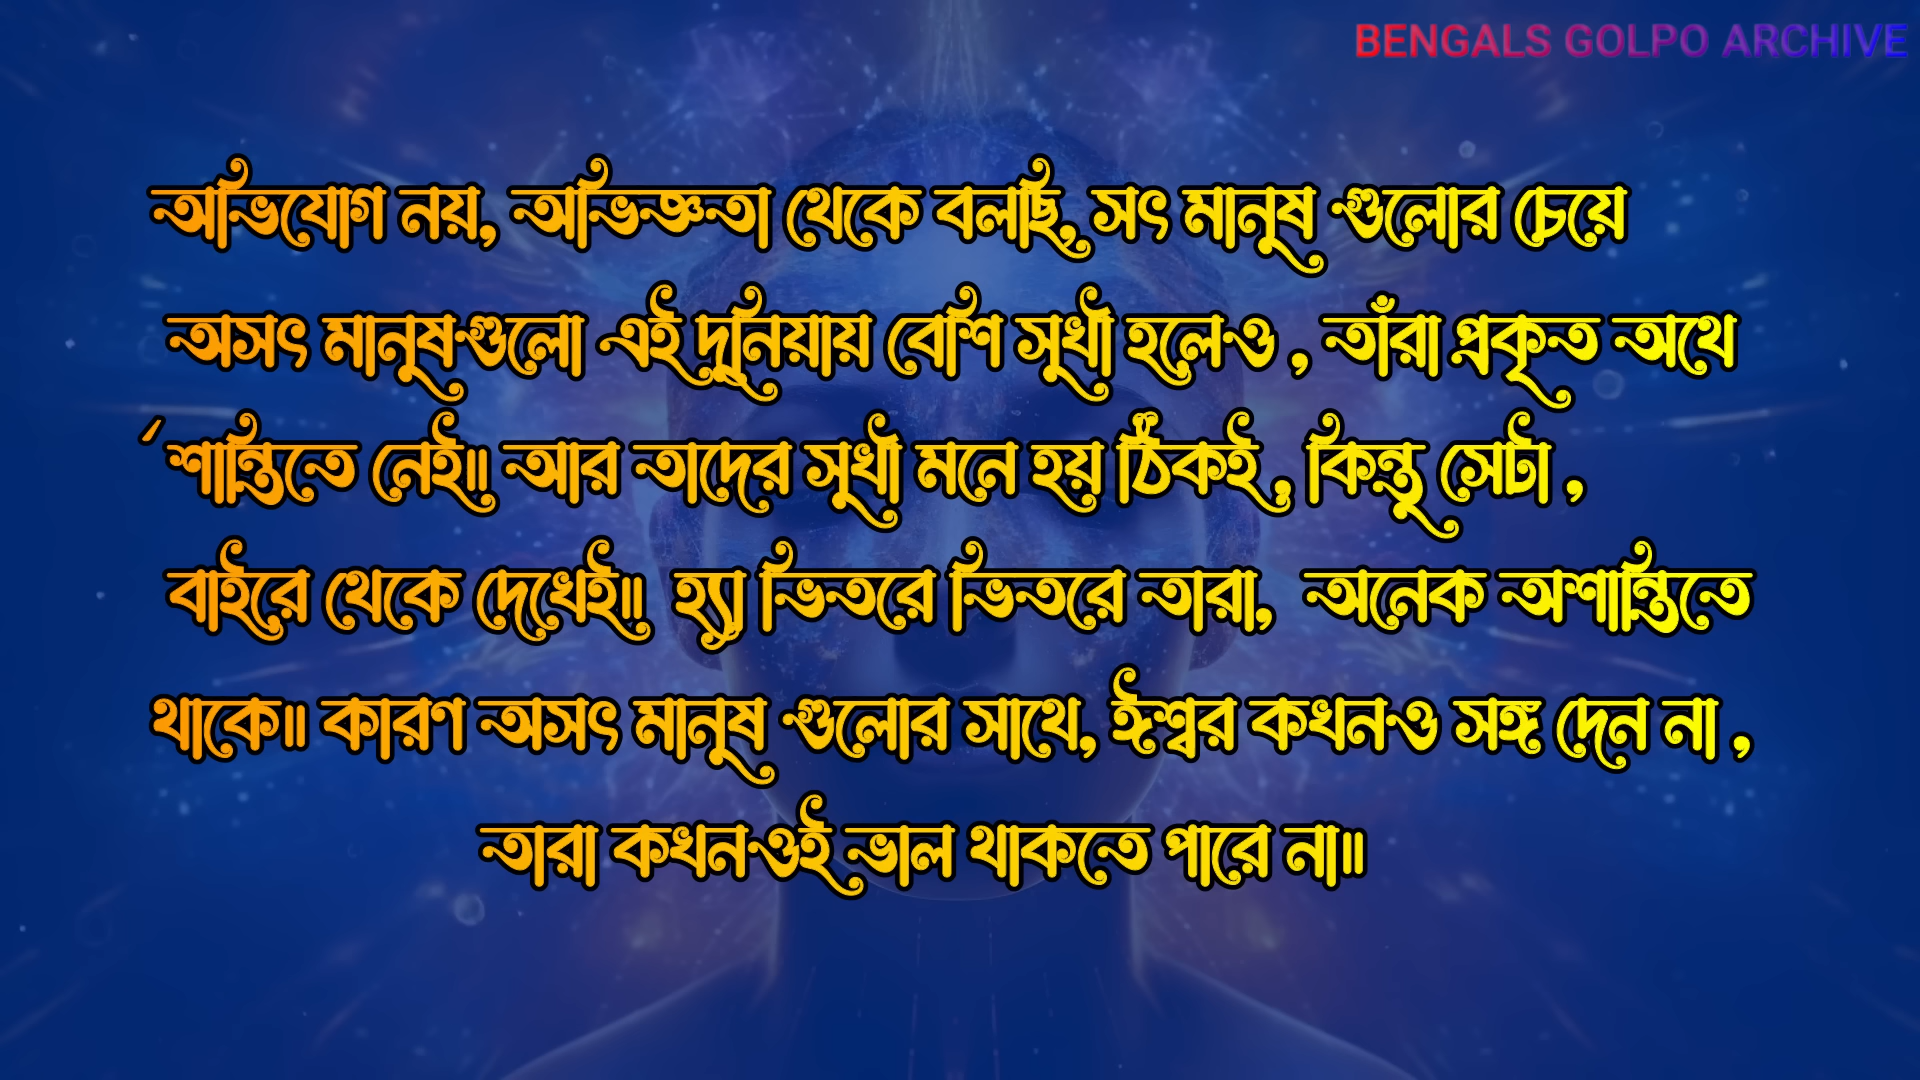 BENGALS GOLPO ARCHIVE
অভিযোগ নয়, অভিজ্ঞতা থেকে বলছি, সৎ মানুষ গুলোর চেয়ে
অসৎ মানুষগুলো এই দুনিয়ায় বেশি সুখী হলেও , তাঁরা প্রকৃত অথে
র্শান্তিতে নেই॥ আর তাদের সুখী মনে হয় ঠিকই , কিন্তু সেটা ,
বাইরে থেকে দেখেই॥ হ্যা ভিতরে ভিতরে তারা, অনেক অশান্তিতে
থাকে॥ কারণ অসৎ মানুষ গুলোর সাথে, ঈশ্বর কখনও সঙ্গ দেন না ,
তারা কখনওই ভাল থাকতে পারে না॥